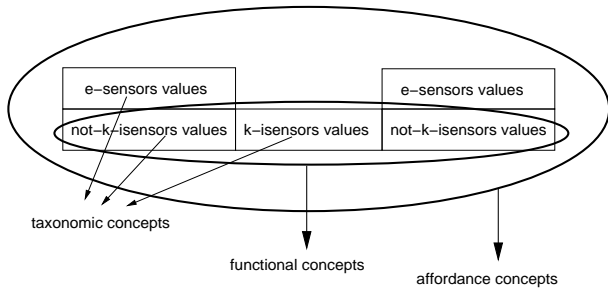 e-sensors values e-sensors values
not-k-isensors values k-isensors values not-k-isensors values
taxonomic concepts
functional concepts
affordance concepts